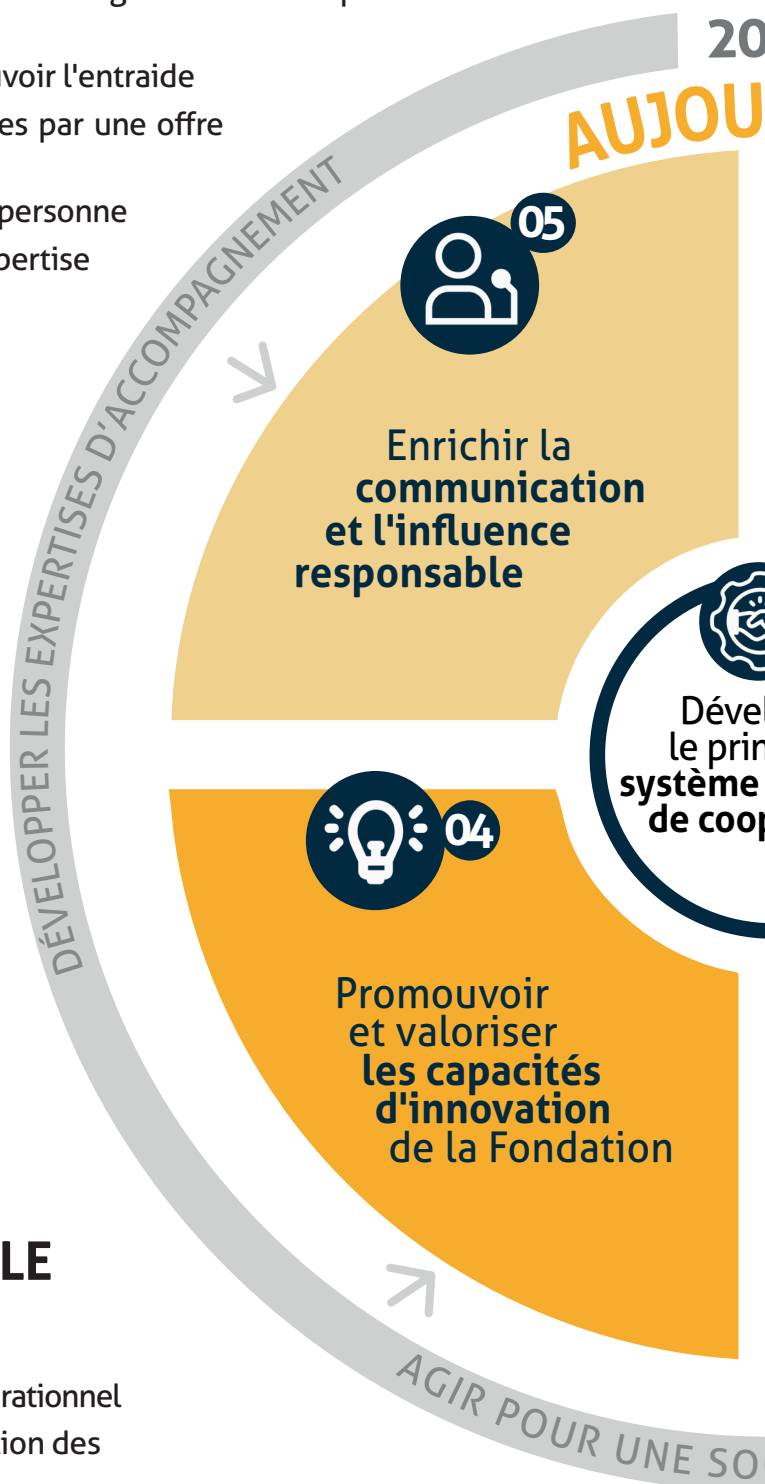 voir l'entraide
es par une offre
personne
pertise
20
AUJOU
DÉVELOPPER LES EXPERTISES D'ACCOMPAGNEMENT
05
Enrichir la
communication
et l'influence
responsable
Dével
le prin
système
de coop
04
Promouvoir
et valoriser
les capacités
d'innovation
de la Fondation
LE
rationnel
tion des
AGIR POUR UNE SO